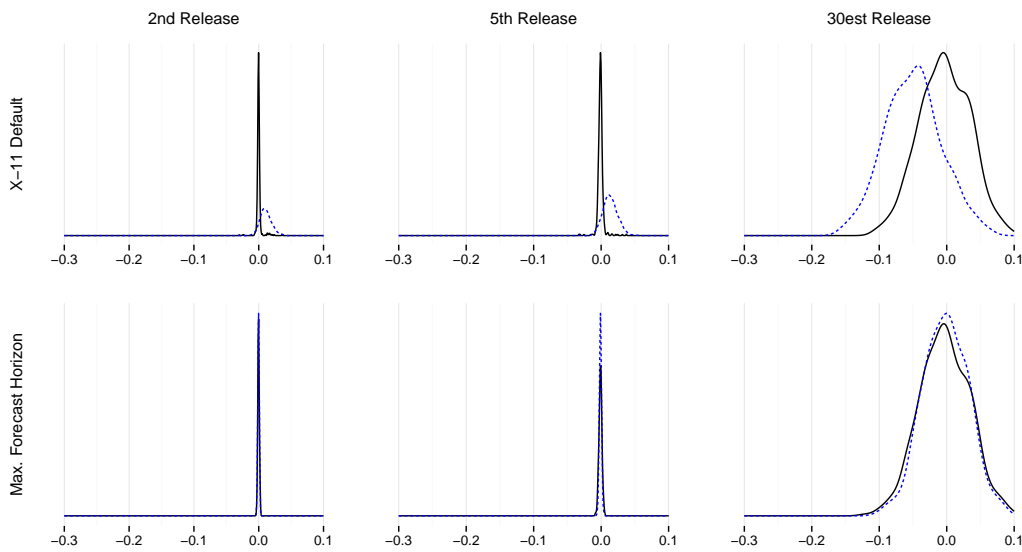 2nd Release 5th Release 30est Release
X−11 Default
−0.3 −0.2 −0.1 0.0 0.1 −0.3 −0.2 −0.1 0.0 0.1 −0.3 −0.2 −0.1 0.0 0.1
Max. Forecast Horizon
−0.3 −0.2 −0.1 0.0 0.1 −0.3 −0.2 −0.1 0.0 0.1 −0.3 −0.2 −0.1 0.0 0.1